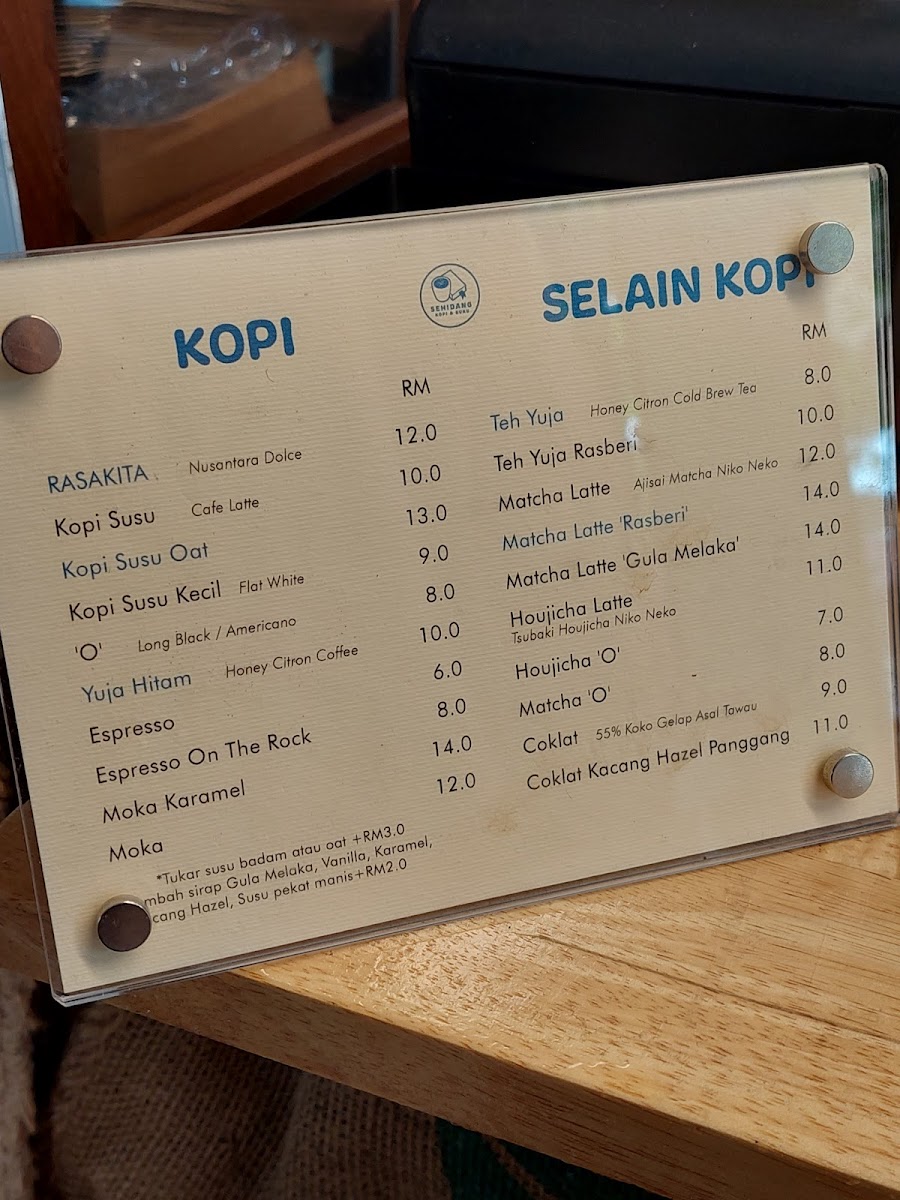 SEHIDANG
KOPI & BUKU
KOPI
RM
RASAKITA Nusantara Dolce 12.0
Kopi Susu Cafe Latte 10.0
Kopi Susu Oat 13.0
Kopi Susu Kecil Flat White 9.0
'O' Long Black / Americano 8.0
Yuja Hitam Honey Citron Coffee 10.0
Espresso 6.0
Espresso On The Rock 8.0
Moka Karamel 14.0
Moka 12.0
*Tukar susu badam atau oat +RM3.0
mbah sirap Gula Melaka, Vanilla, Karamel,
cang Hazel, Susu pekat manis+RM2.0
SELAIN KOPI
RM
Teh Yuja Honey Citron Cold Brew Tea 8.0
Teh Yuja Rasberi 10.0
Matcha Latte Ajisai Matcha Niko Neko 12.0
Matcha Latte 'Rasberi' 14.0
Matcha Latte 'Gula Melaka' 14.0
Houjicha Latte 11.0
Tsubaki Houjicha Niko Neko
Houjicha 'O' 7.0
Matcha 'O' 8.0
Coklat 55% Koko Gelap Asal Tawau 9.0
Coklat Kacang Hazel Panggang 11.0